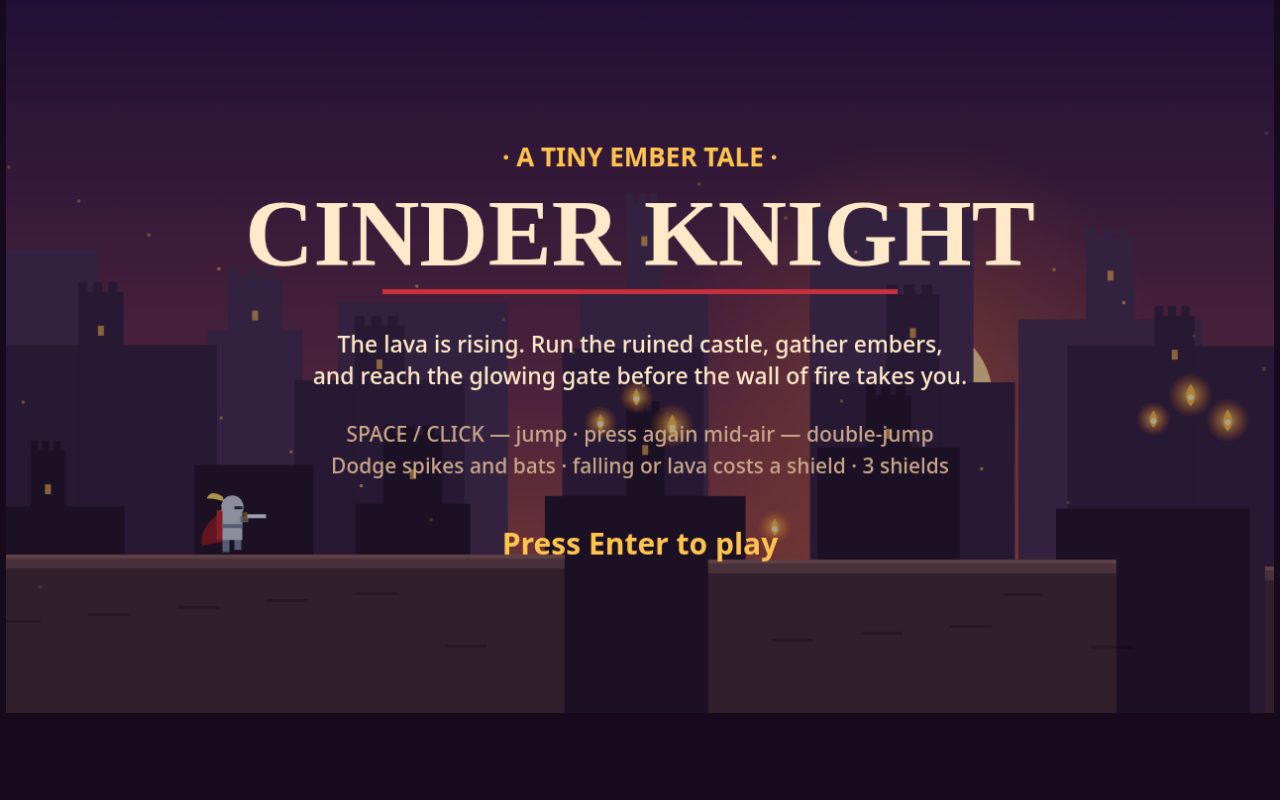 · A TINY EMBER TALE ·
CINDER KNIGHT
The lava is rising. Run the ruined castle, gather embers,
and reach the glowing gate before the wall of fire takes you.
SPACE / CLICK — jump · press again mid-air — double-jump
Dodge spikes and bats · falling or lava costs a shield · 3 shields
Press Enter to play